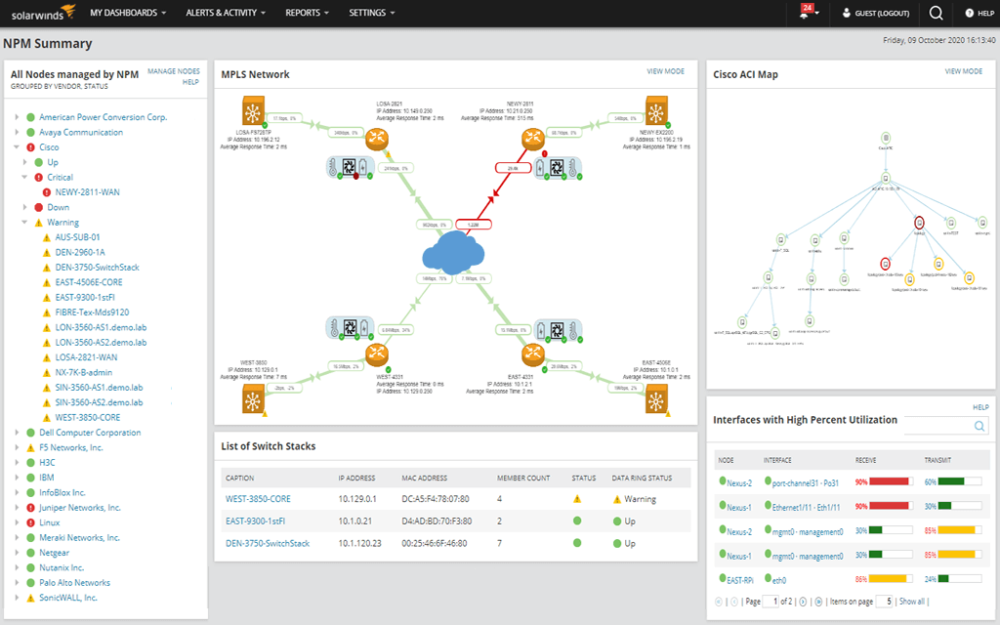 solarwinds
MY DASHBOARDS
ALERTS & ACTIVITY
REPORTS
SETTINGS
24
GUEST (LOGOUT)
HELP
NPM Summary
Friday, 09 October 2020 16:13:40
All Nodes managed by NPM
MANAGE NODES
GROUPED BY VENDOR, STATUS
HELP
American Power Conversion Corp.
Avaya Communication
Cisco
Up
Critical
NEWY-2811-WAN
Down
Warning
AUS-SUB-01
DEN-2960-1A
DEN-3750-SwitchStack
EAST-4506E-CORE
EAST-9300-1stFl
FIBRE-Tex-Mds9120
LON-3560-AS1.demo.lab
LON-3560-AS2.demo.lab
LOSA-2821-WAN
NX-7K-B-admin
SIN-3560-AS1.demo.lab
SIN-3560-AS2.demo.lab
WEST-3850-CORE
Dell Computer Corporation
F5 Networks, Inc.
H3C
IBM
InfoBlox Inc.
Juniper Networks, Inc.
Linux
Meraki Networks, Inc.
Netgear
Nutanix Inc.
Palo Alto Networks
SonicWALL, Inc.
MPLS Network
VIEW MODE
LOSA-2821
IP Address: 10.149.0.250
Average Response Time: 2 ms
NEWY-2811
IP Address: 10.21.0.250
Average Response Time: 315 ms
IP Address: 10.196.2.12
Average Response Time: 2 ms
NEWY-EX2200
IP Address: 10.196.2.19
Average Response Time: 1 ms
WEST-3850
IP Address: 10.129.0.1
Average Response Time: 7 ms
WEST-4331
Average Response Time: 0 ms
IP Address: 10.129.0.250
EAST-4331
IP Address: 10.1.2.1
Average Response Time: 2 ms
EAST-4506E
IP Address: 10.1.0.1
Average Response Time: 2 ms
List of Switch Stacks
CAPTION IP ADDRESS MAC ADDRESS MEMBER COUNT STATUS DATA RING STATUS
WEST-3850-CORE 10.129.0.1 DC:A5:F4:78:07:80 4 Warning
EAST-9300-1stFl 10.1.0.21 D4:AD:BD:70:F3:80 2 Up
DEN-3750-SwitchStack 10.1.120.23 00:25:46:6F:46:80 7 Up
Cisco ACI Map
VIEW MODE
HELP
Interfaces with High Percent Utilization
NODE INTERFACE RECEIVE TRANSMIT
Nexus-2 port-channel31 - Po31 90% 60%
Nexus-1 Ethernet1/11 - Eth1/11 90% 30%
Nexus-2 mgmt0 - management0 30% 85%
Nexus-1 mgmt0 - management0 30% 85%
EAST-RPi eth0 86% 24%
Page 1 of 2 | Items on page 5 | Show all |